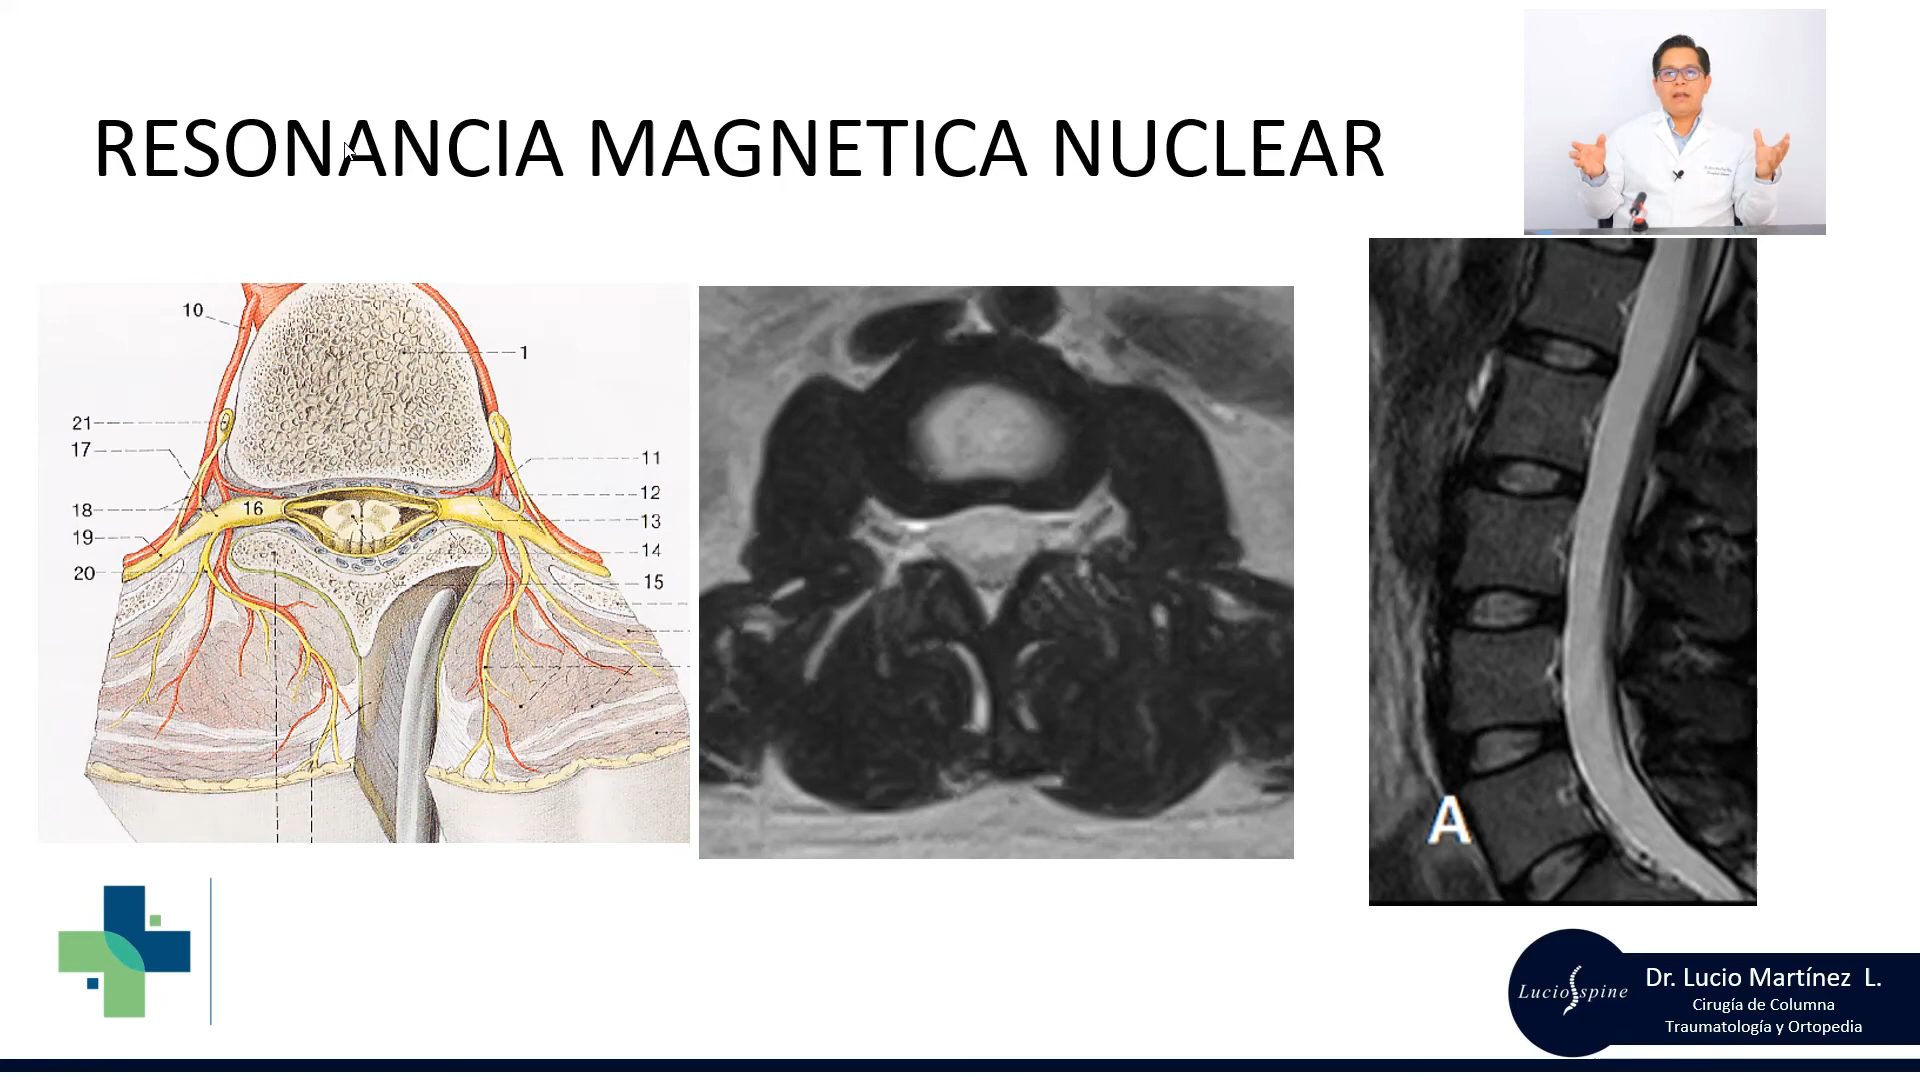 RESONANCIA MAGNETICA NUCLEAR
10
1
21
17
11
12
18
16
13
19
14
20
15
A
Lucio spine
Dr. Lucio Martínez L.
Cirugía de Columna
Traumatología y Ortopedia